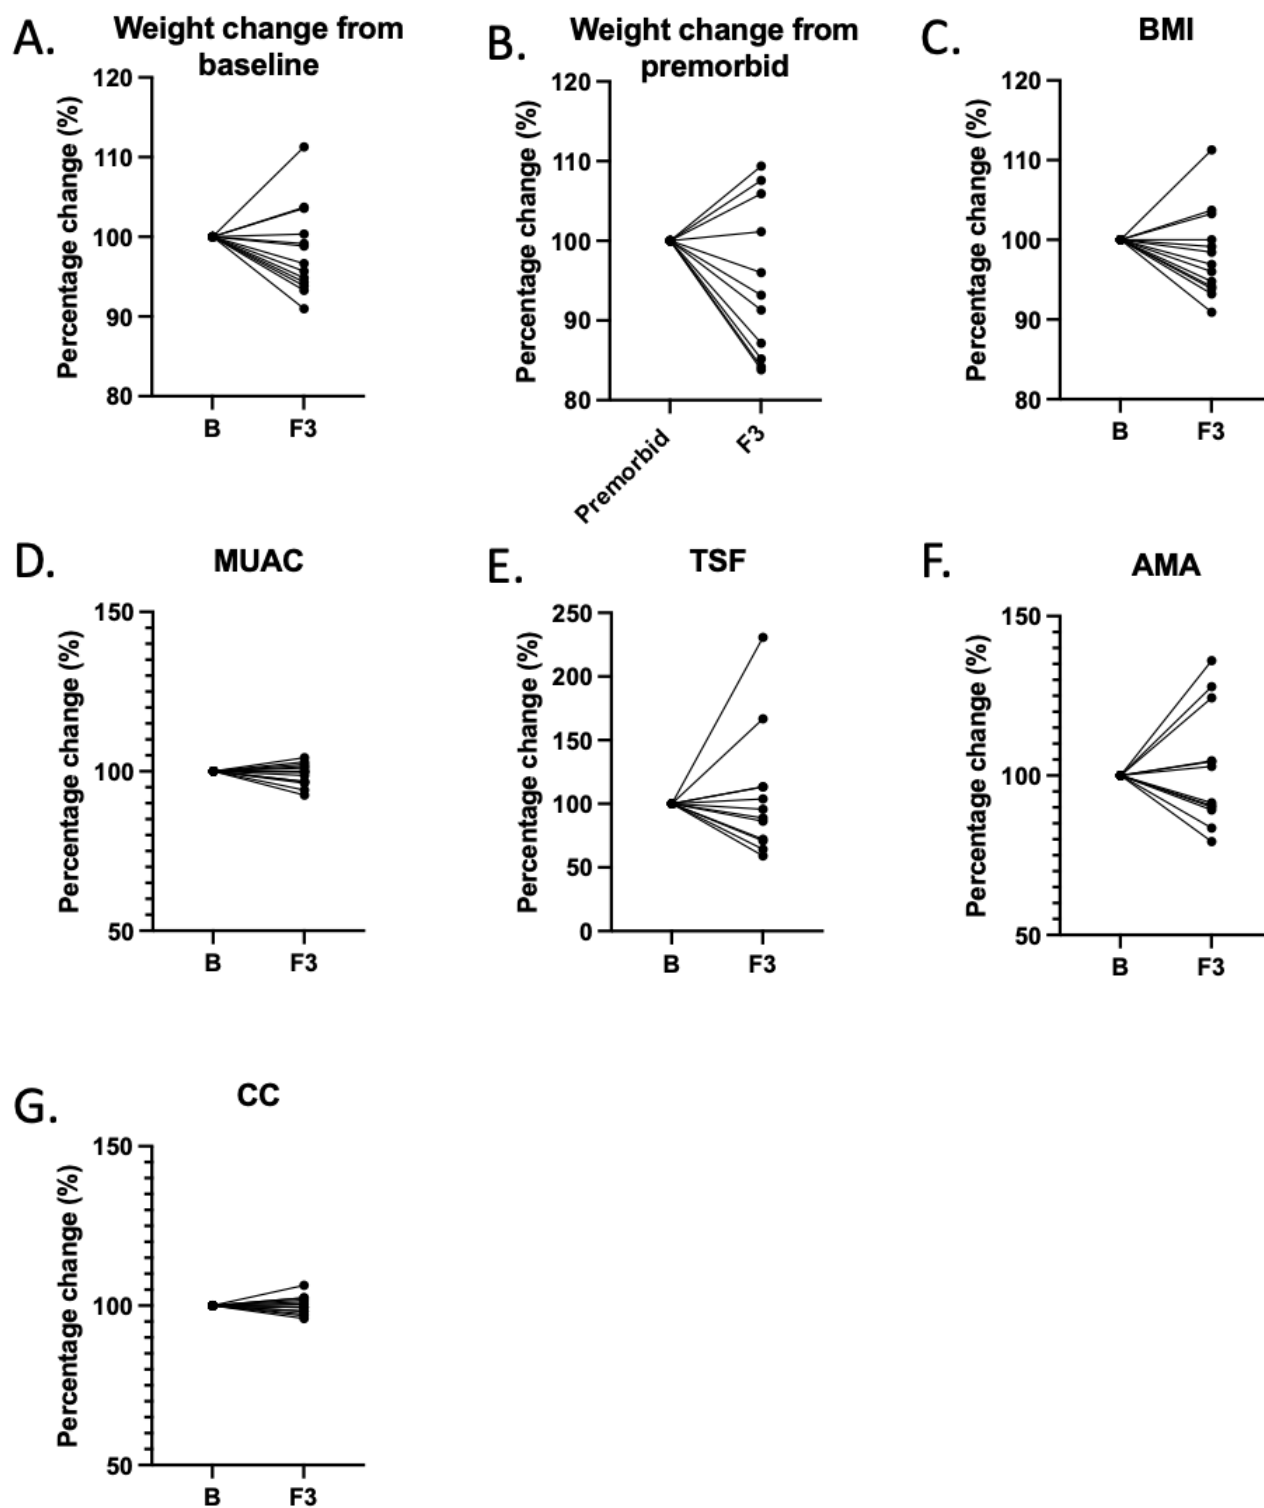 A.
Weight change from
baseline
Percentage change (%)
120
110
100
90
80
B
F3
B.
Weight change from
premorbid
Percentage change (%)
120
110
100
90
80
Premorbid
F3
C.
BMI
Percentage change (%)
120
110
100
90
80
B
F3
D.
MUAC
Percentage change (%)
150
100
50
B
F3
E.
TSF
Percentage change (%)
250
200
150
100
50
0
B
F3
F.
AMA
Percentage change (%)
150
100
50
B
F3
G.
CC
Percentage change (%)
150
100
50
B
F3